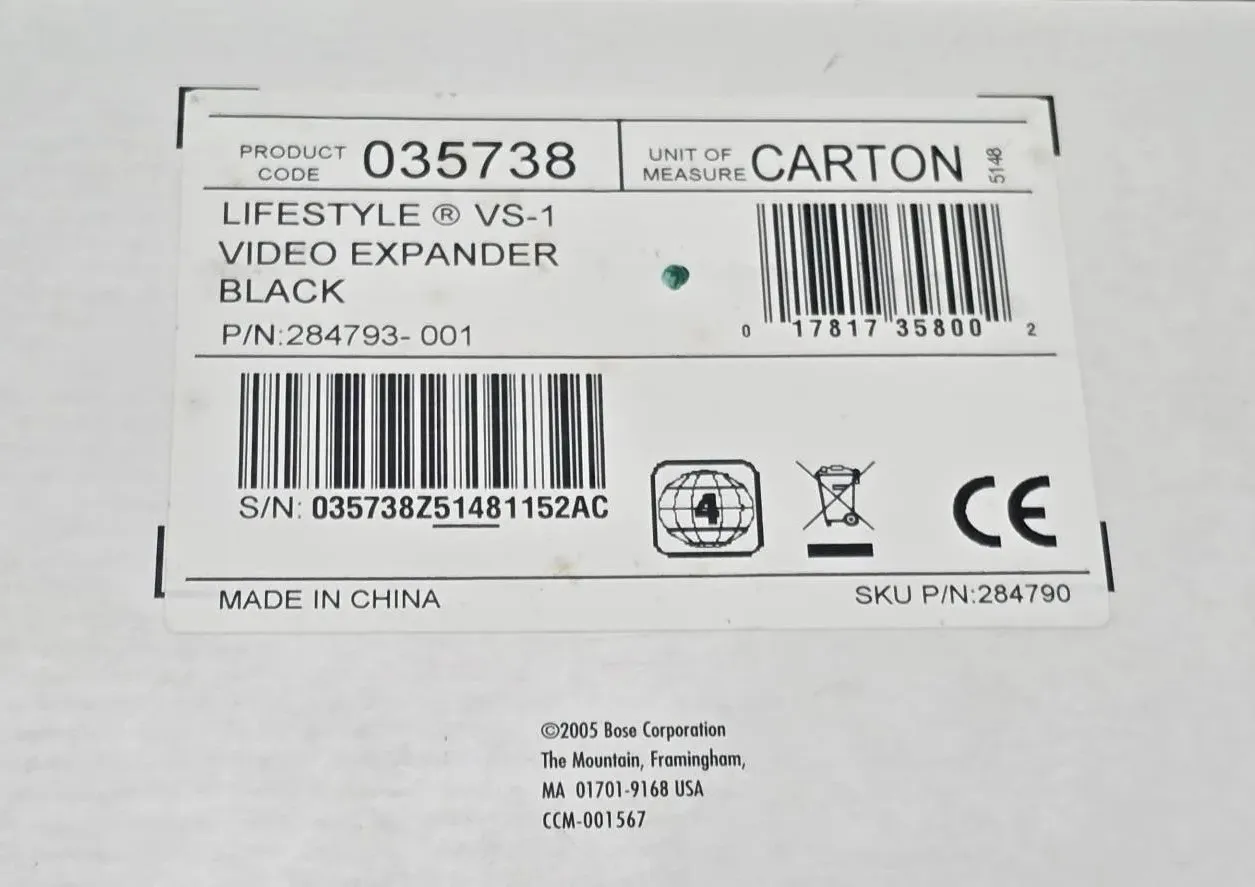 PRODUCT CODE 035738
UNIT OF MEASURE CARTON 5148
LIFESTYLE ® VS-1
VIDEO EXPANDER
BLACK
P/N:284793- 001
0 17817 35800 2
S/N: 035738Z51481152AC
4
CE
MADE IN CHINA
SKU P/N:284790
©2005 Bose Corporation
The Mountain, Framingham,
MA 01701-9168 USA
CCM-001567